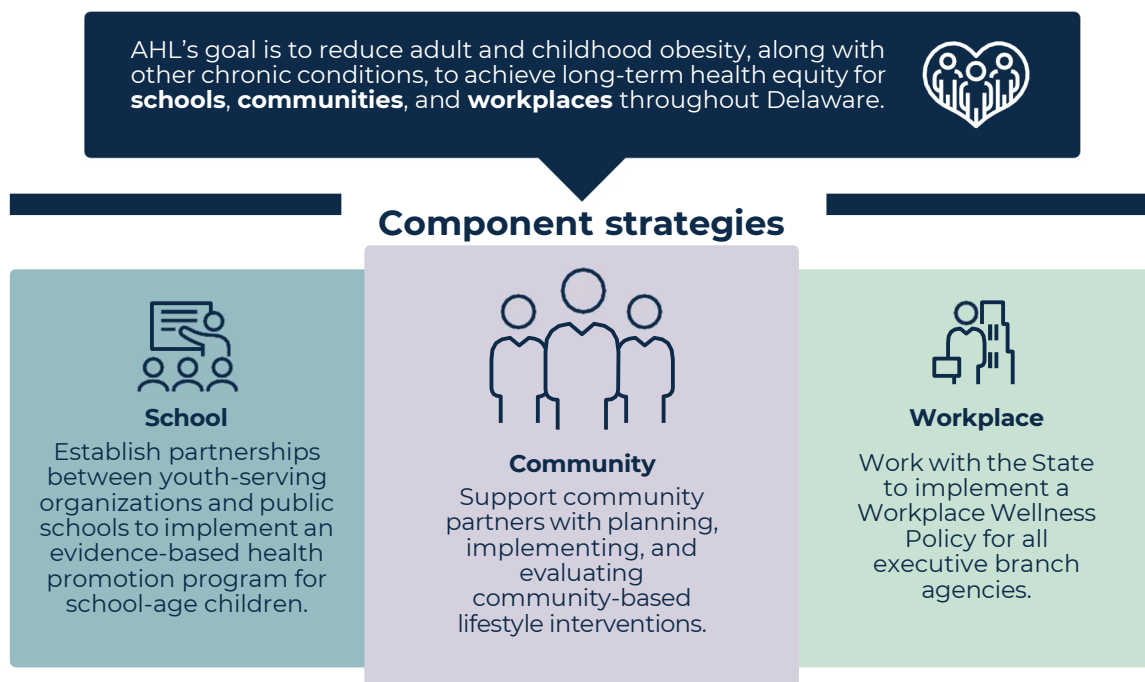 AHL’s goal is to reduce adult and childhood obesity, along with
other chronic conditions, to achieve long-term health equity for
schools, communities, and workplaces throughout Delaware.
Component strategies
School
Establish partnerships
between youth-serving
organizations and public
schools to implement an
evidence-based health
promotion program for
school-age children.
Community
Support community
partners with planning,
implementing, and
evaluating
community-based
lifestyle interventions.
Workplace
Work with the State
to implement a
Workplace Wellness
Policy for all
executive branch
agencies.